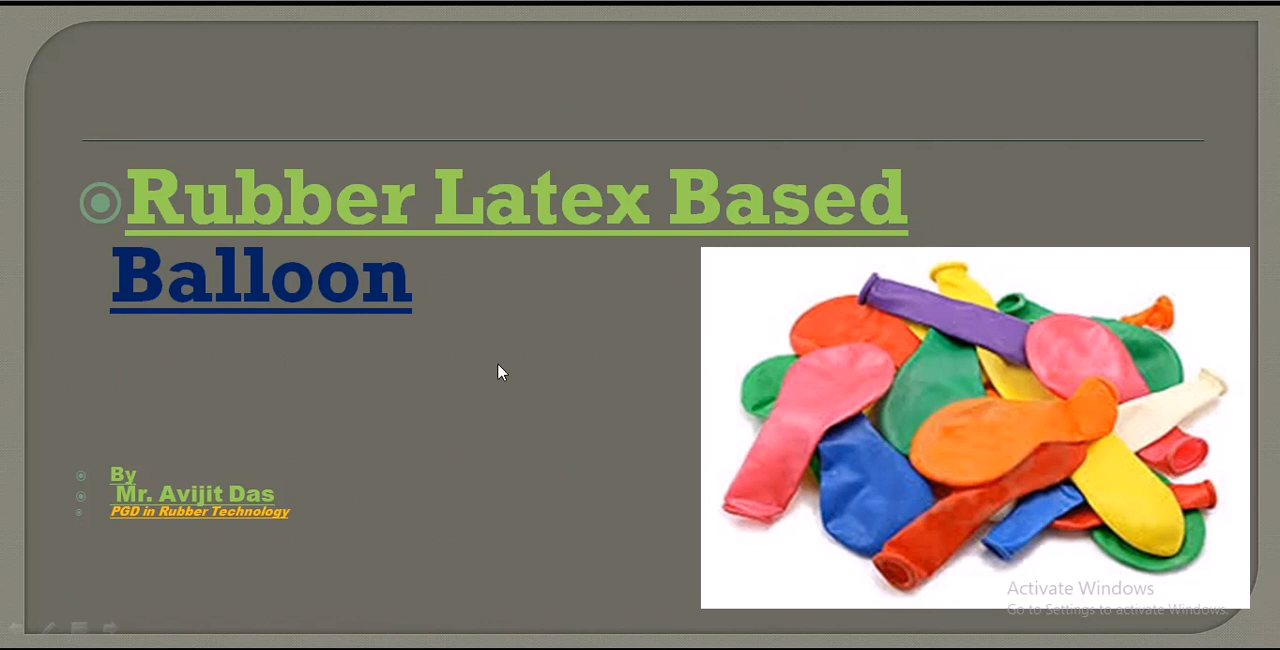 Rubber Latex Based
Balloon
By
Mr. Avijit Das
PGD in Rubber Technology
Activate Windows
Go to Settings to activate Windows.